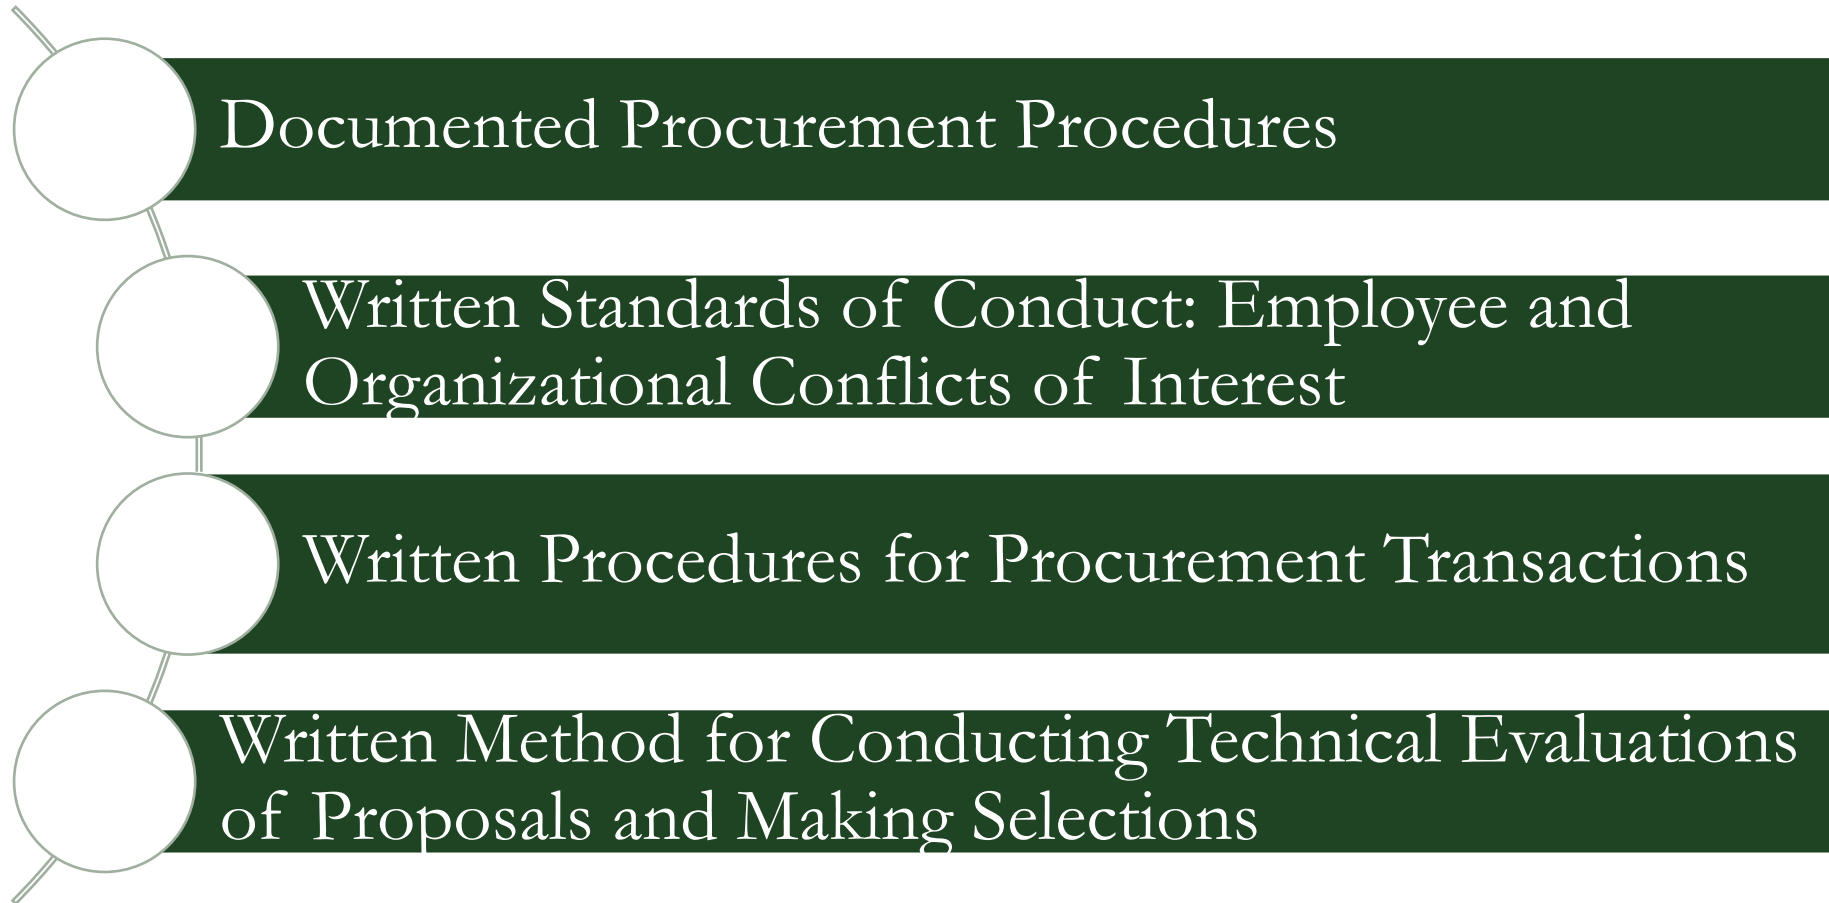 Documented Procurement Procedures
Written Standards of Conduct: Employee and
Organizational Conflicts of Interest
Written Procedures for Procurement Transactions
Written Method for Conducting Technical Evaluations
of Proposals and Making Selections